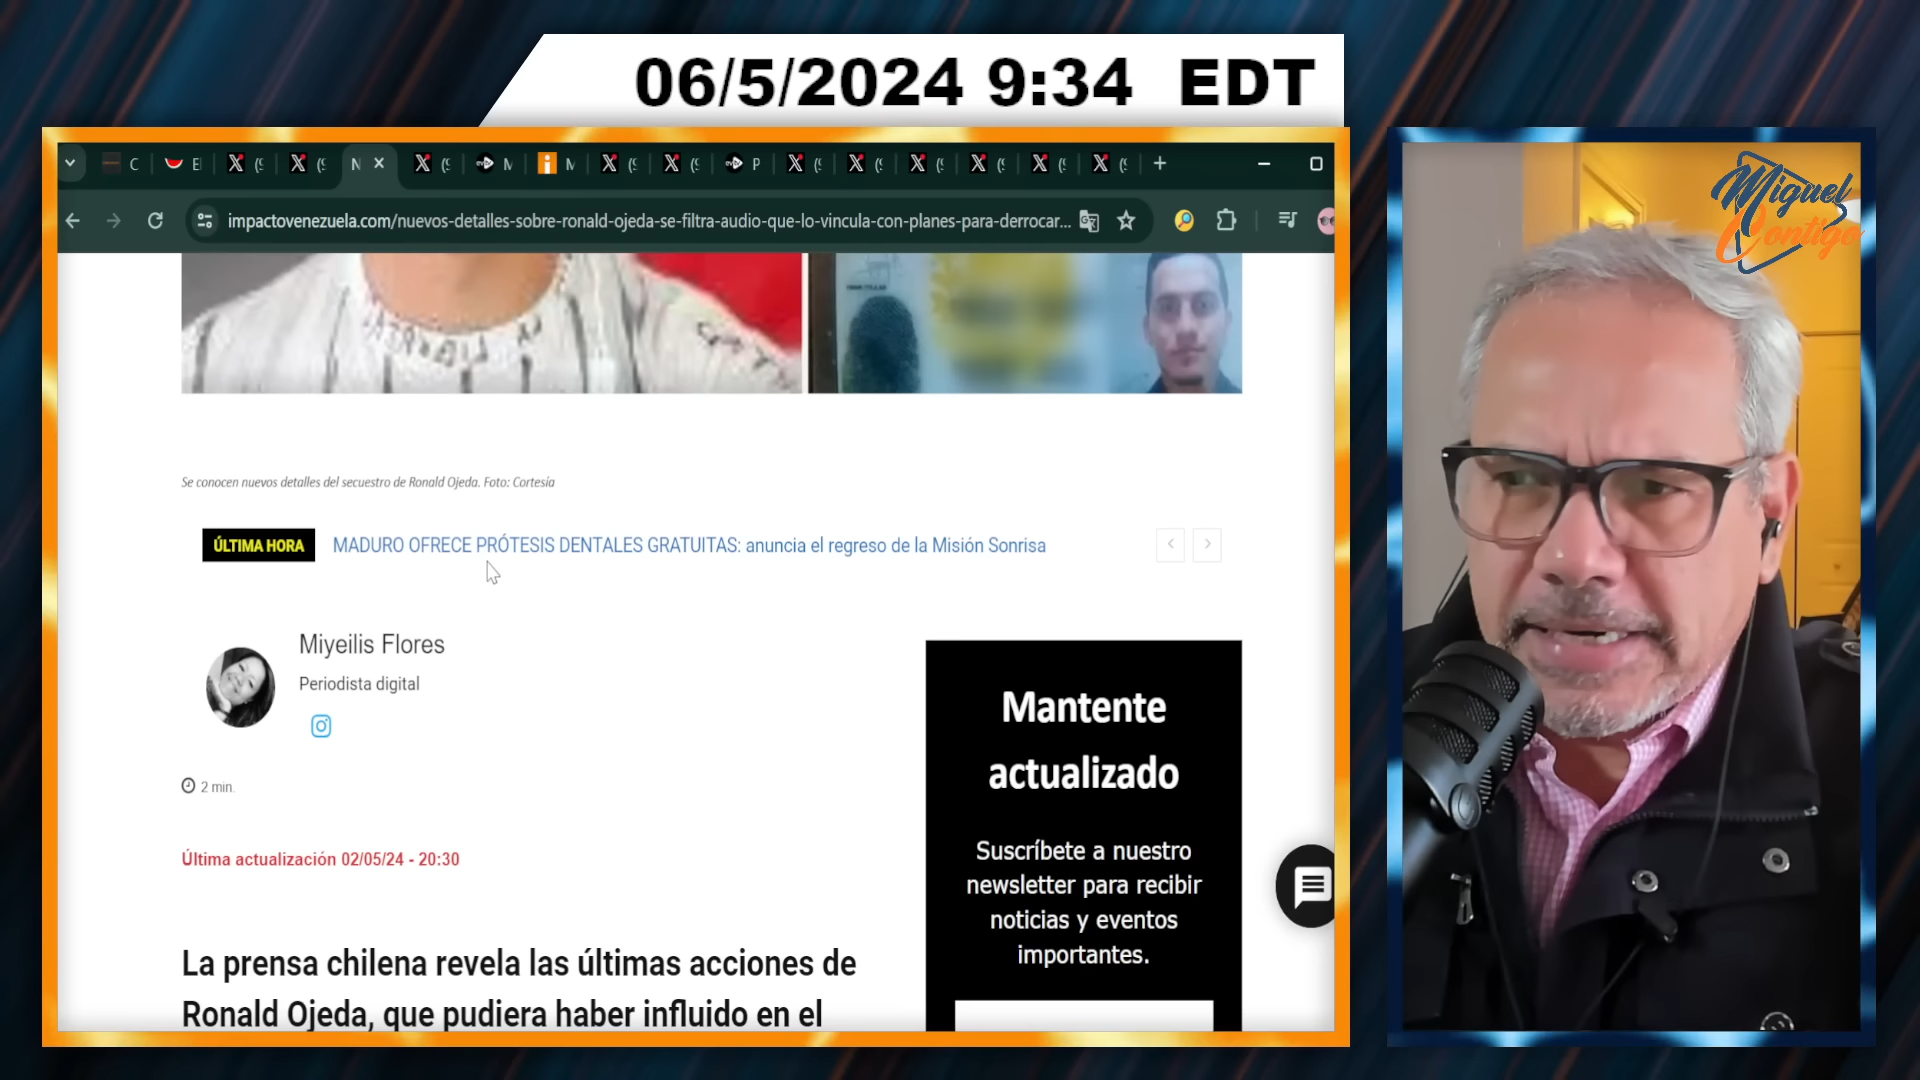 06/5/2024 9:34 EDT
Miguel
Contigo
impactovenezuela.com/nuevos-detalles-sobre-ronald-ojeda-se-filtra-audio-que-lo-vincula-con-planes-para-derrocar...
Se conocen nuevos detalles del secuestro de Ronald Ojeda. Foto: Cortesía
ÚLTIMA HORA MADURO OFRECE PRÓTESIS DENTALES GRATUITAS: anuncia el regreso de la Misión Sonrisa
Miyeilis Flores
Periodista digital
2 min.
Última actualización 02/05/24 - 20:30
La prensa chilena revela las últimas acciones de
Ronald Ojeda, que pudiera haber influido en el
Mantente
actualizado
Suscríbete a nuestro
newsletter para recibir
noticias y eventos
importantes.